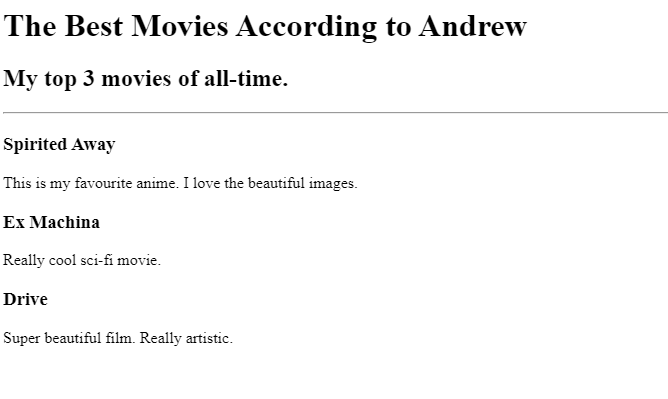 The Best Movies According to Andrew
My top 3 movies of all-time.
Spirited Away
This is my favourite anime. I love the beautiful images.
Ex Machina
Really cool sci-fi movie.
Drive
Super beautiful film. Really artistic.